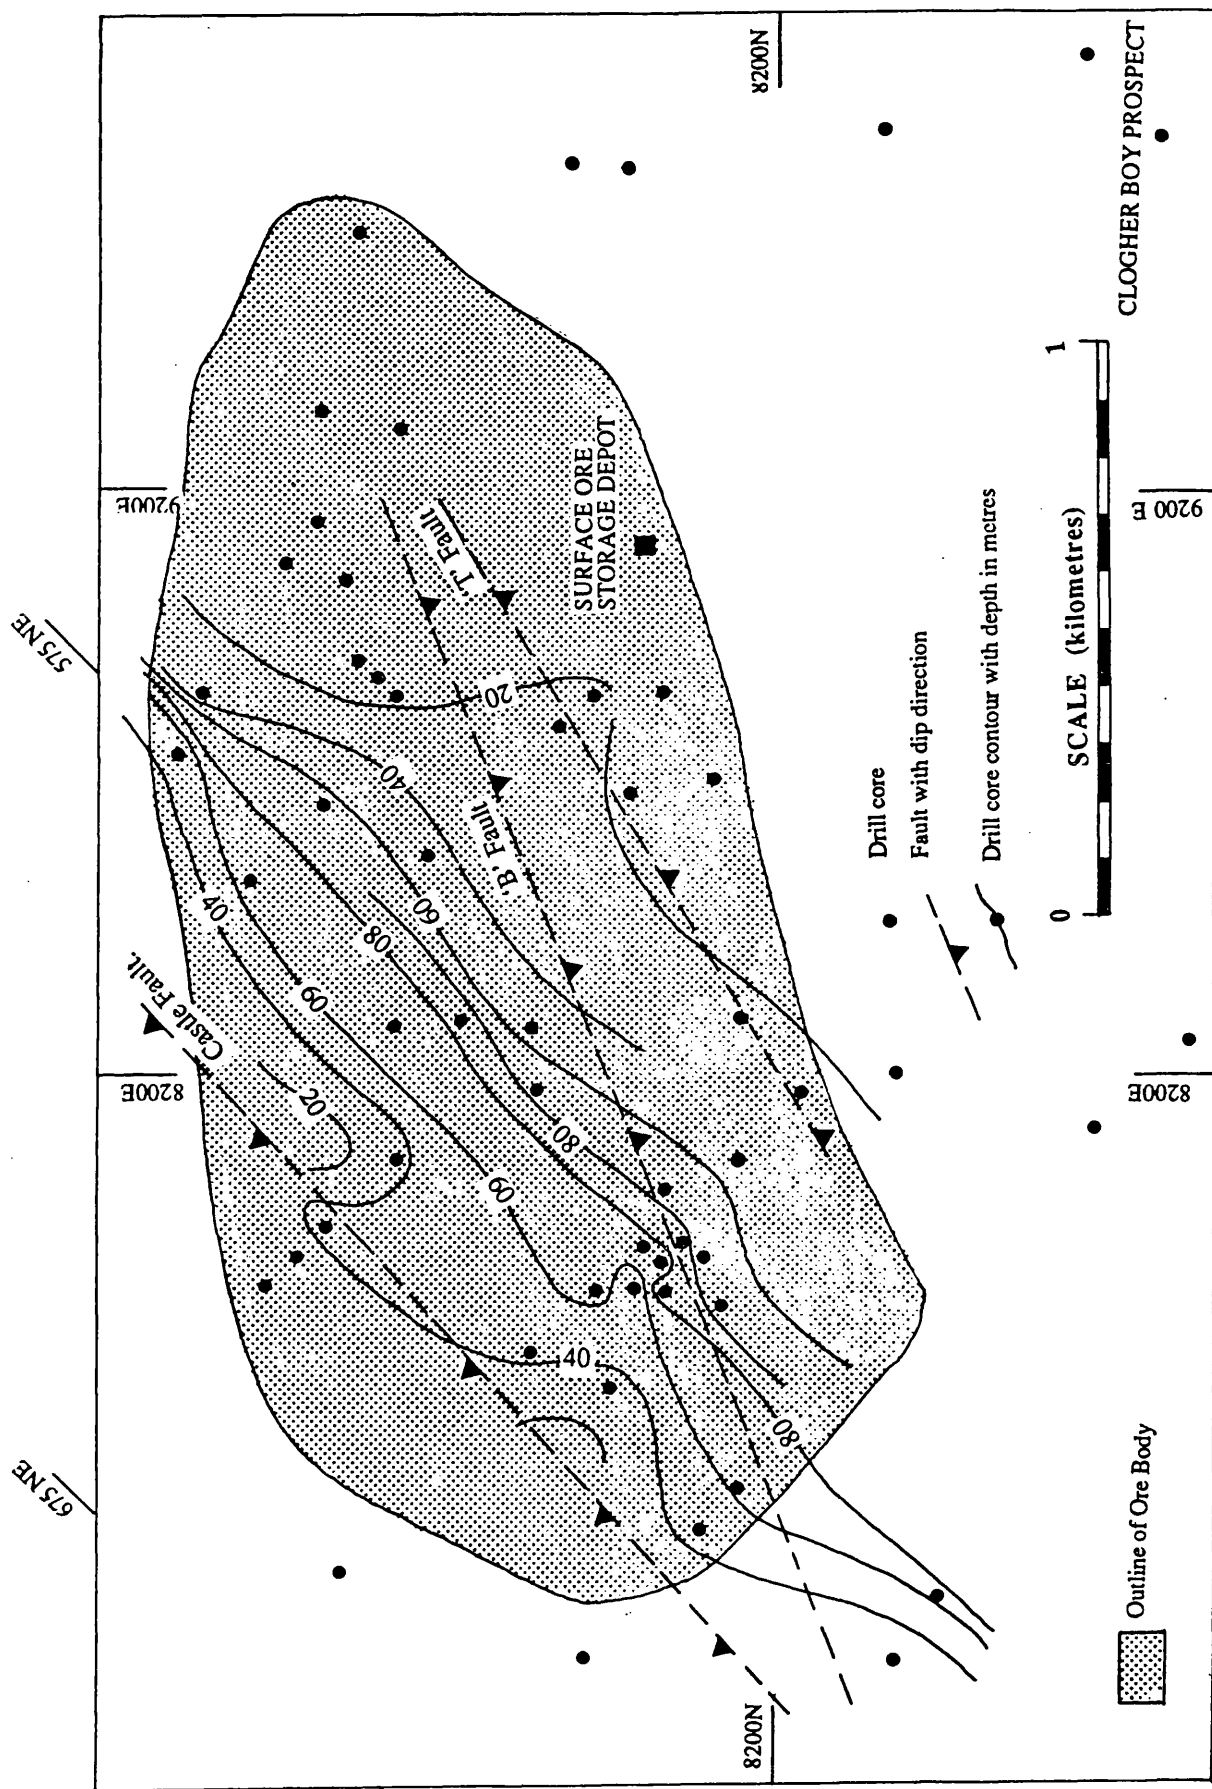 675 NE
575 NE
8200E
9200E
Castle Fault.
20
40
60
80
40
60
20
'B' Fault
'T' Fault
60
80
40
80
SURFACE ORE
STORAGE DEPOT
8200N
8200N
Drill core
Fault with dip direction
Drill core contour with depth in metres
8200E
9200 E
SCALE (kilometres)
0
1
Outline of Ore Body
CLOGHER BOY PROSPECT